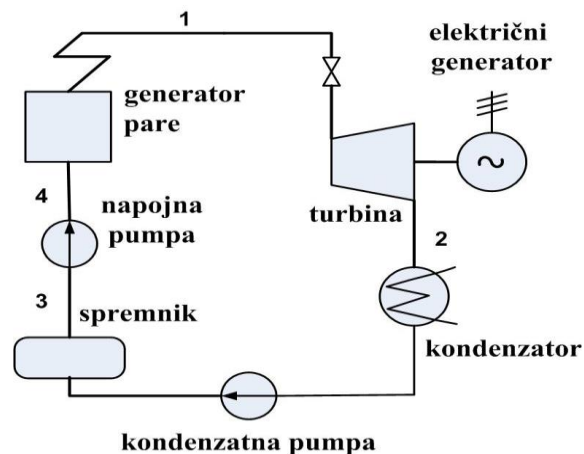 1
električni
generator
generator
pare
4
napojna
pumpa
turbina
2
3
spremnik
kondenzator
kondenzatna pumpa
~